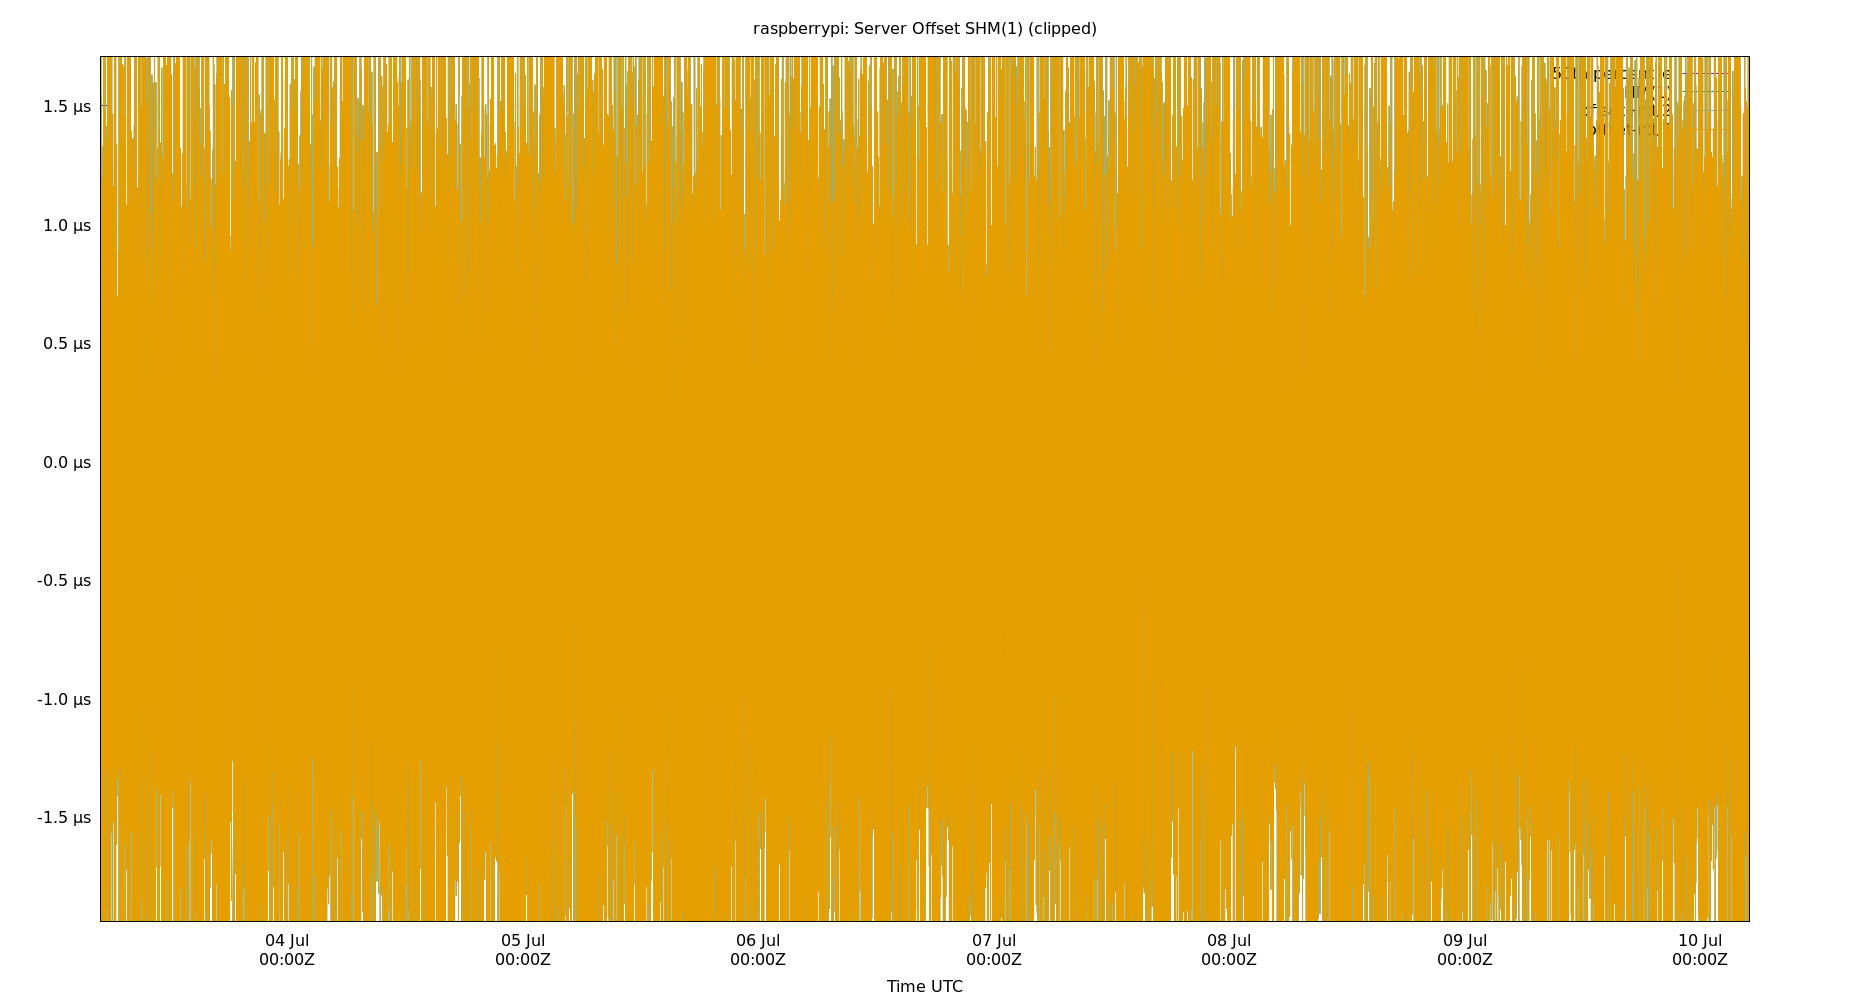 raspberrypi: Server Offset SHM(1) (clipped)
1.5 µs
1.0 µs
0.5 µs
0.0 µs
-0.5 µs
-1.0 µs
-1.5 µs
04 Jul 05 Jul 06 Jul 07 Jul 08 Jul 09 Jul 10 Jul
00:00Z 00:00Z 00:00Z 00:00Z 00:00Z 00:00Z 00:00Z
Time UTC